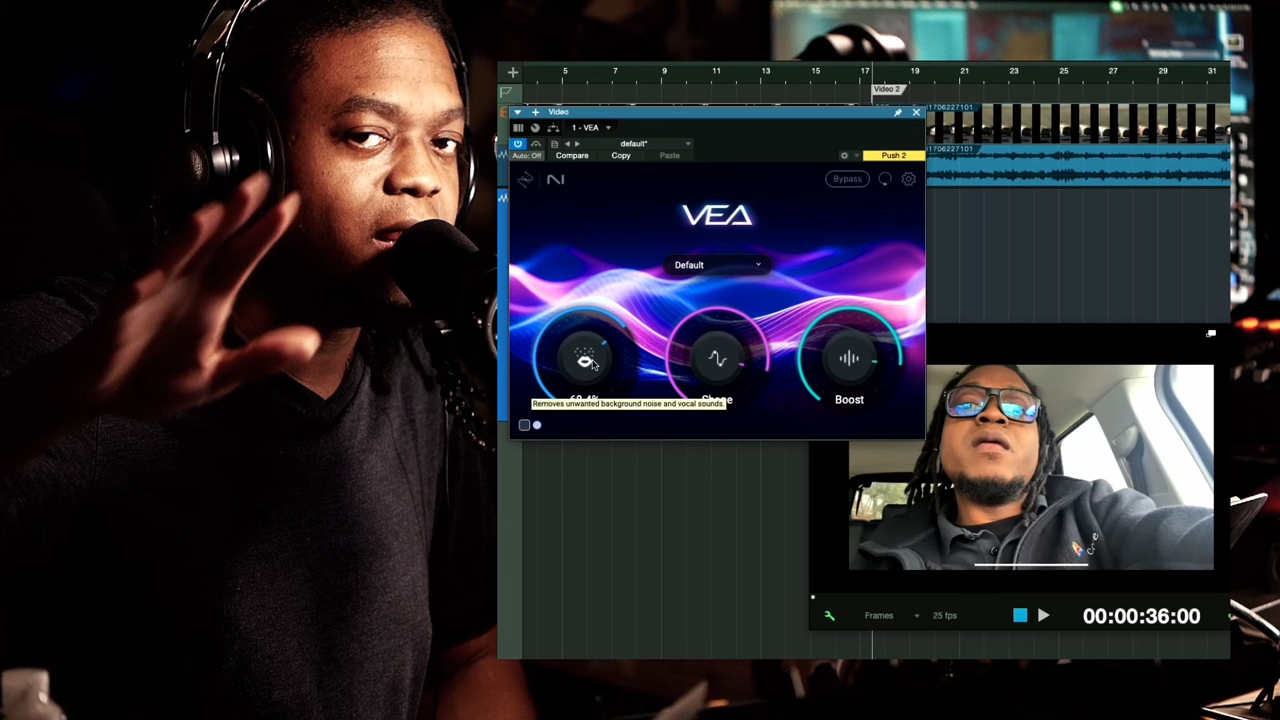 5 7 9 11 13 15 17 19 21 23 25 27 29 31
Video 2
Video
1706227101
1 - VEA
default*
1706227101
Auto: Off Compare Copy Paste Push 2
Bypass
VEA
Default
Removes unwanted background noise and vocal sounds.
Boost
Frames 25 fps 00:00:36:00